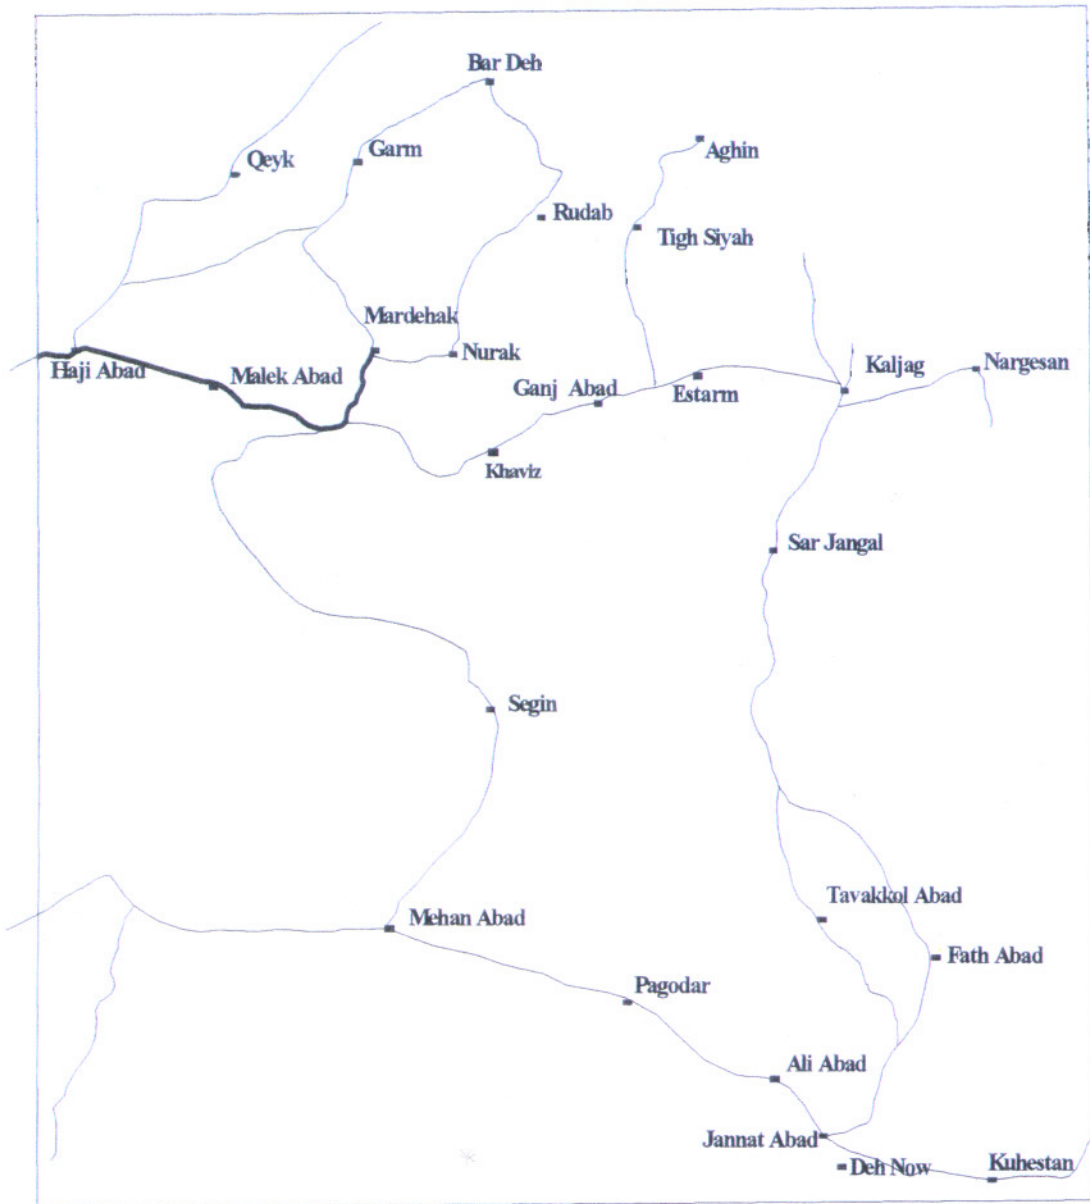 Bar Deh
Aghin
Qeyk
Garm
Rudab
Tigh Siyah
Mardehak
Nurak
Haji Abad
Malek Abad
Ganj Abad
Estarm
Kaljag
Nargesan
Khaviz
Sar Jangal
Segin
Tavakkol Abad
Mehan Abad
Fath Abad
Pagodar
Ali Abad
Jannat Abad
Deh Now
Kuhestan